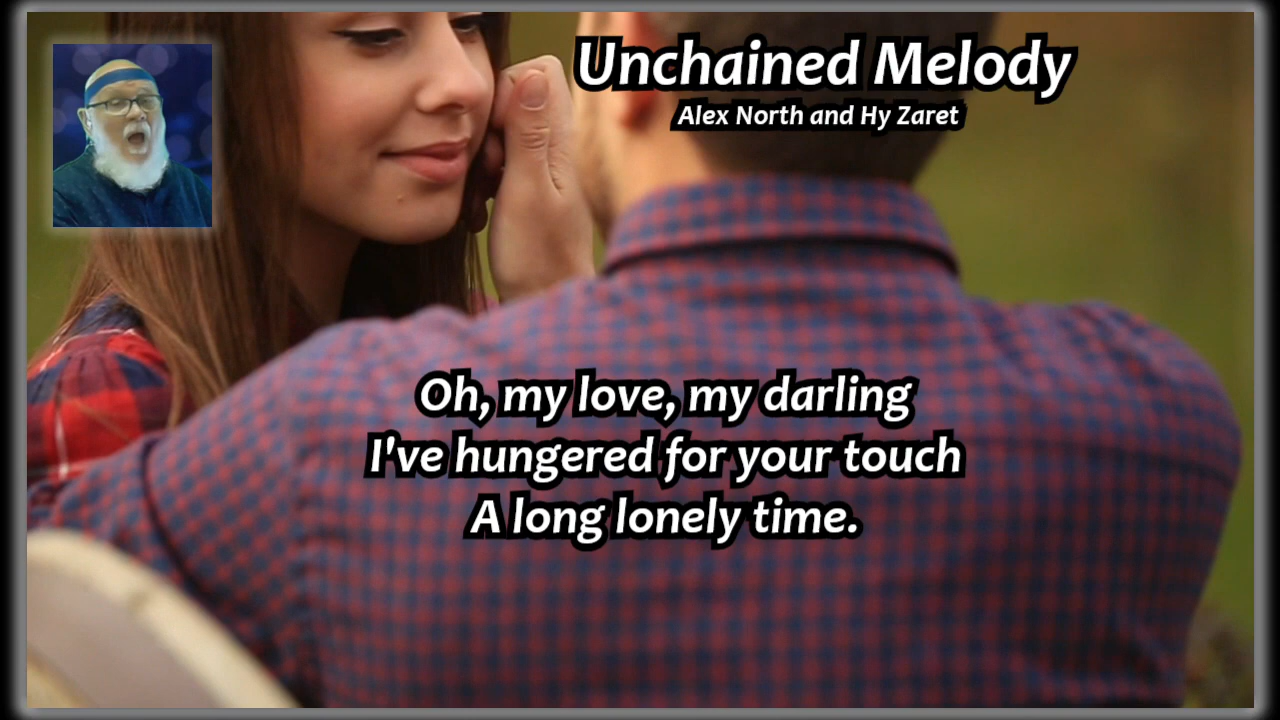 Unchained Melody
Alex North and Hy Zaret
Oh, my love, my darling
I've hungered for your touch
A long lonely time.